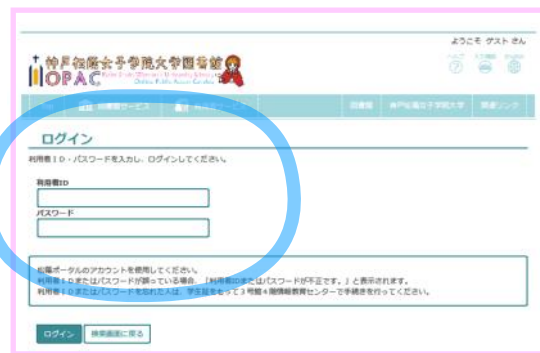 ようこそ ゲスト さん
神戸松蔭女子学院大学図書館
OPAC
図書館 神戸松蔭女子学院大学 関連リンク
ログイン
利用者ID・パスワードを入力し、ログインしてください。
利用者ID
パスワード
松蔭ポータルのアカウントを使用してください。
利用者IDまたはパスワードが誤っている場合、「利用者IDまたはパスワードが不正です。」と表示されます。
利用者IDまたはパスワードを忘れた人は、学生証をもって3号館4階情報教育センターで手続きを行ってください。
ログイン 検索画面に戻る